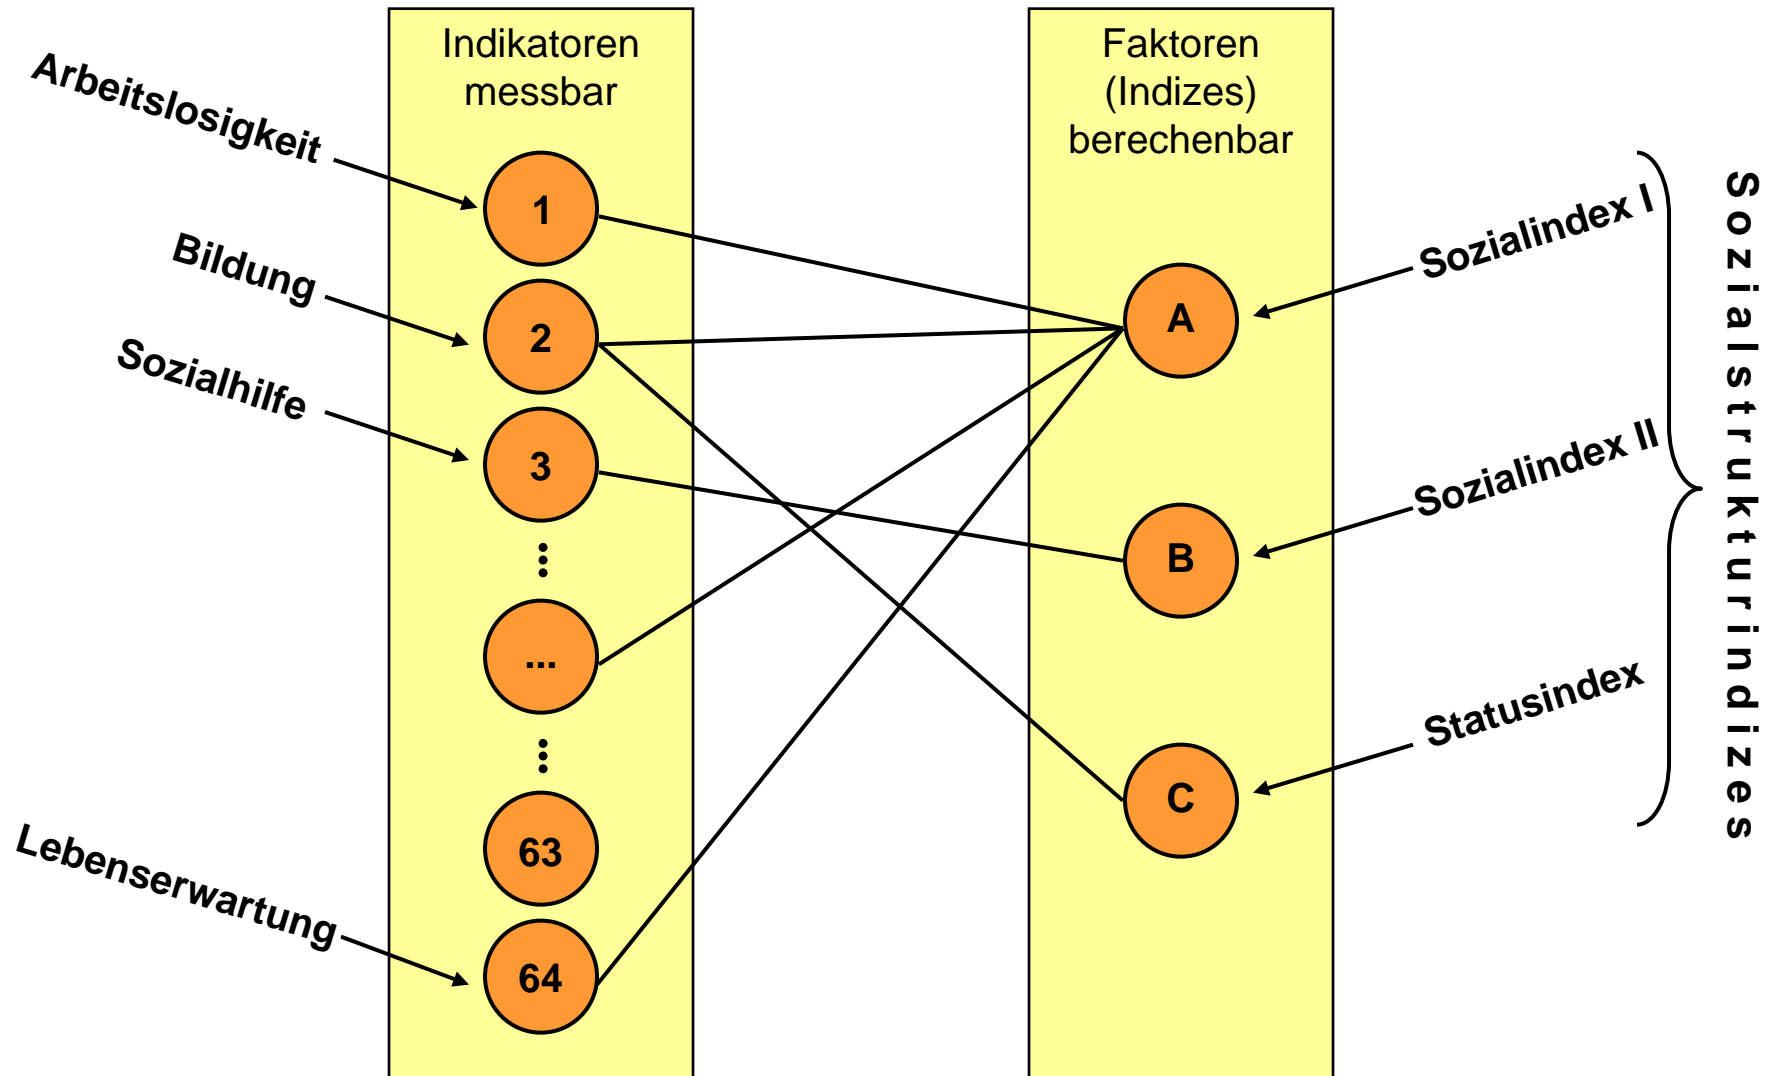 Indikatoren
messbar
Faktoren
(Indizes)
berechenbar
Arbeitslosigkeit
Bildung
Sozialhilfe
Lebenserwartung
1
2
3
...
63
64
A
B
C
Sozialindex I
Sozialindex II
Statusindex
Sozialstrukturindizes